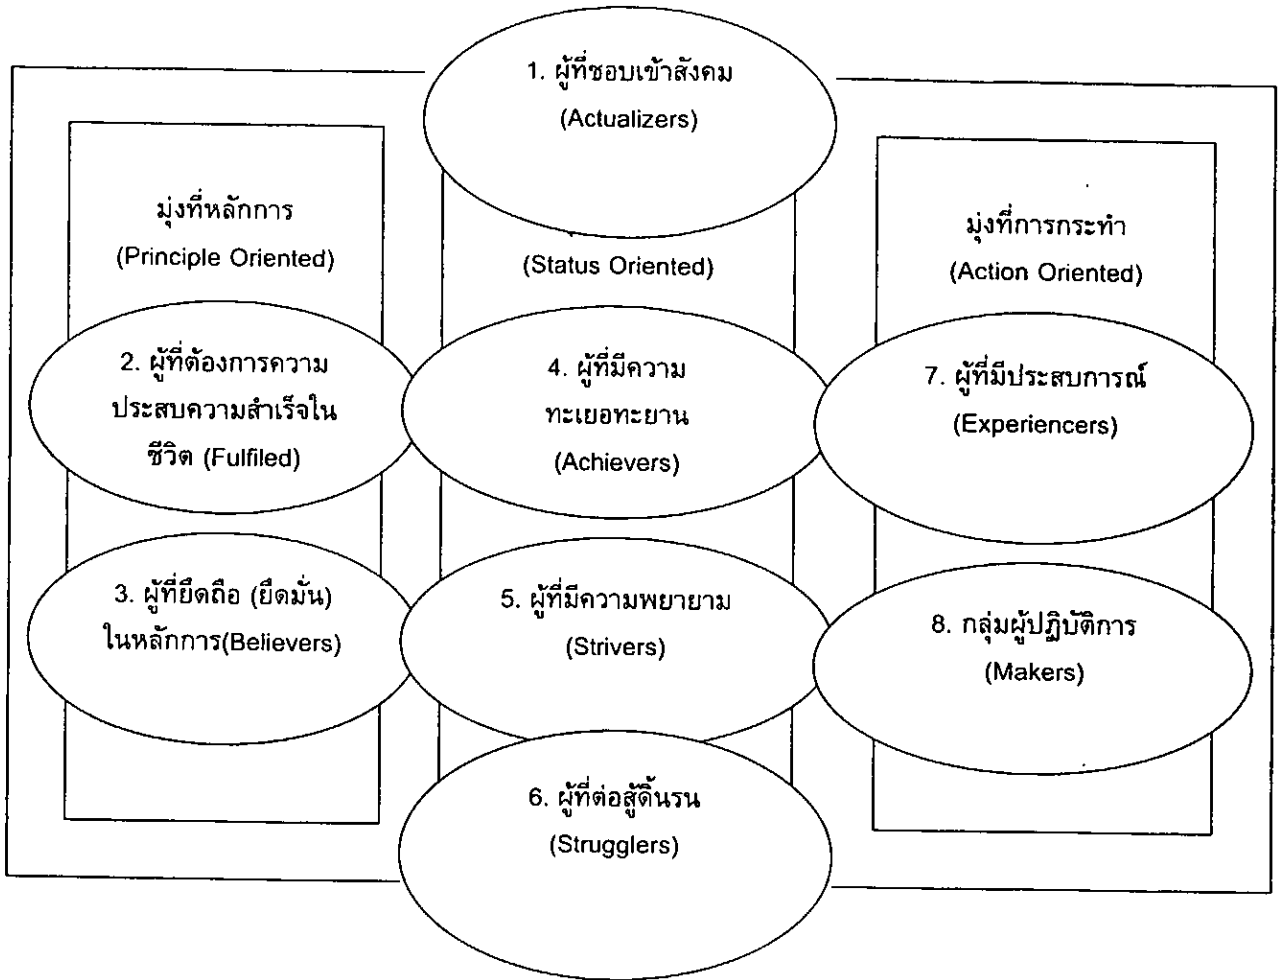 1. ผู้ที่ชอบเข้าสังคม
(Actualizers)
มุ่งที่หลักการ
(Principle Oriented)
(Status Oriented)
มุ่งที่การกระทำ
(Action Oriented)
2. ผู้ที่ต้องการความ
ประสบความสำเร็จใน
ชีวิต (Fulfiled)
4. ผู้ที่มีความ
ทะเยอทะยาน
(Achievers)
7. ผู้ที่มีประสบการณ์
(Experiencers)
3. ผู้ที่ยึดถือ (ยึดมั่น)
ในหลักการ(Believers)
5. ผู้ที่มีความพยายาม
(Strivers)
8. กลุ่มผู้ปฏิบัติการ
(Makers)
6. ผู้ที่ต่อสู้ดิ้นรน
(Strugglers)